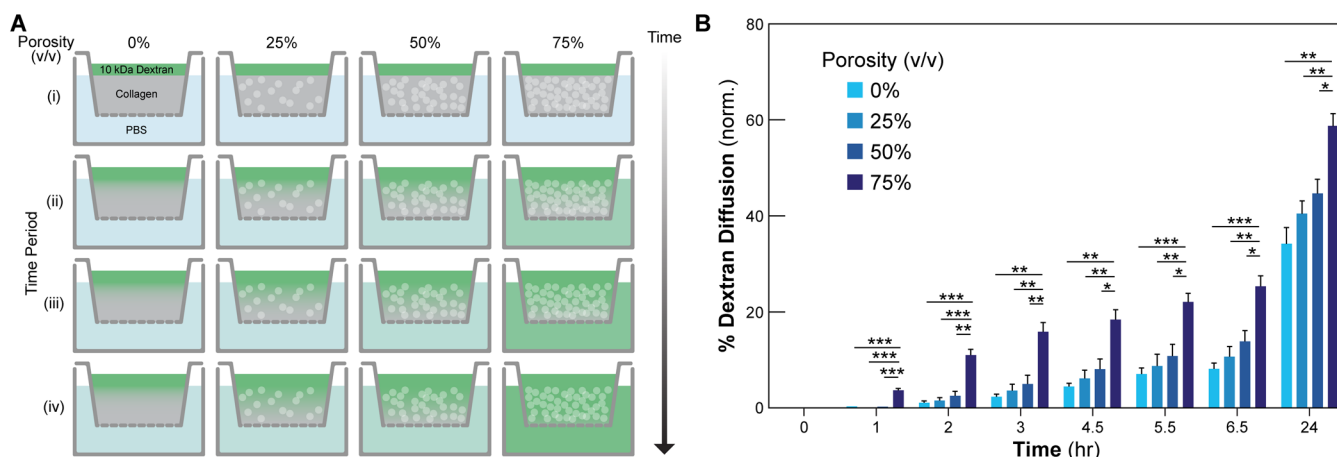 A
Porosity (v/v)
0%
25%
50%
75%
Time
10 kDa Dextran
Collagen
PBS
(i)
(ii)
(iii)
(iv)
Time Period
B
% Dextran Diffusion (norm.)
80
60
40
20
0
Porosity (v/v)
0%
25%
50%
75%
***
***
***
***
***
**
**
**
**
**
**
*
***
**
*
***
**
*
**
**
*
0
1
2
3
4.5
5.5
6.5
24
Time (hr)